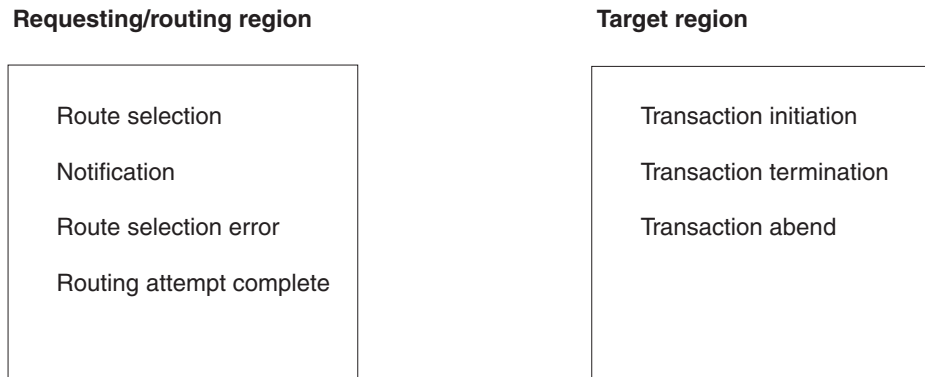 Requesting/routing region
Route selection
Notification
Route selection error
Routing attempt complete
Target region
Transaction initiation
Transaction termination
Transaction abend